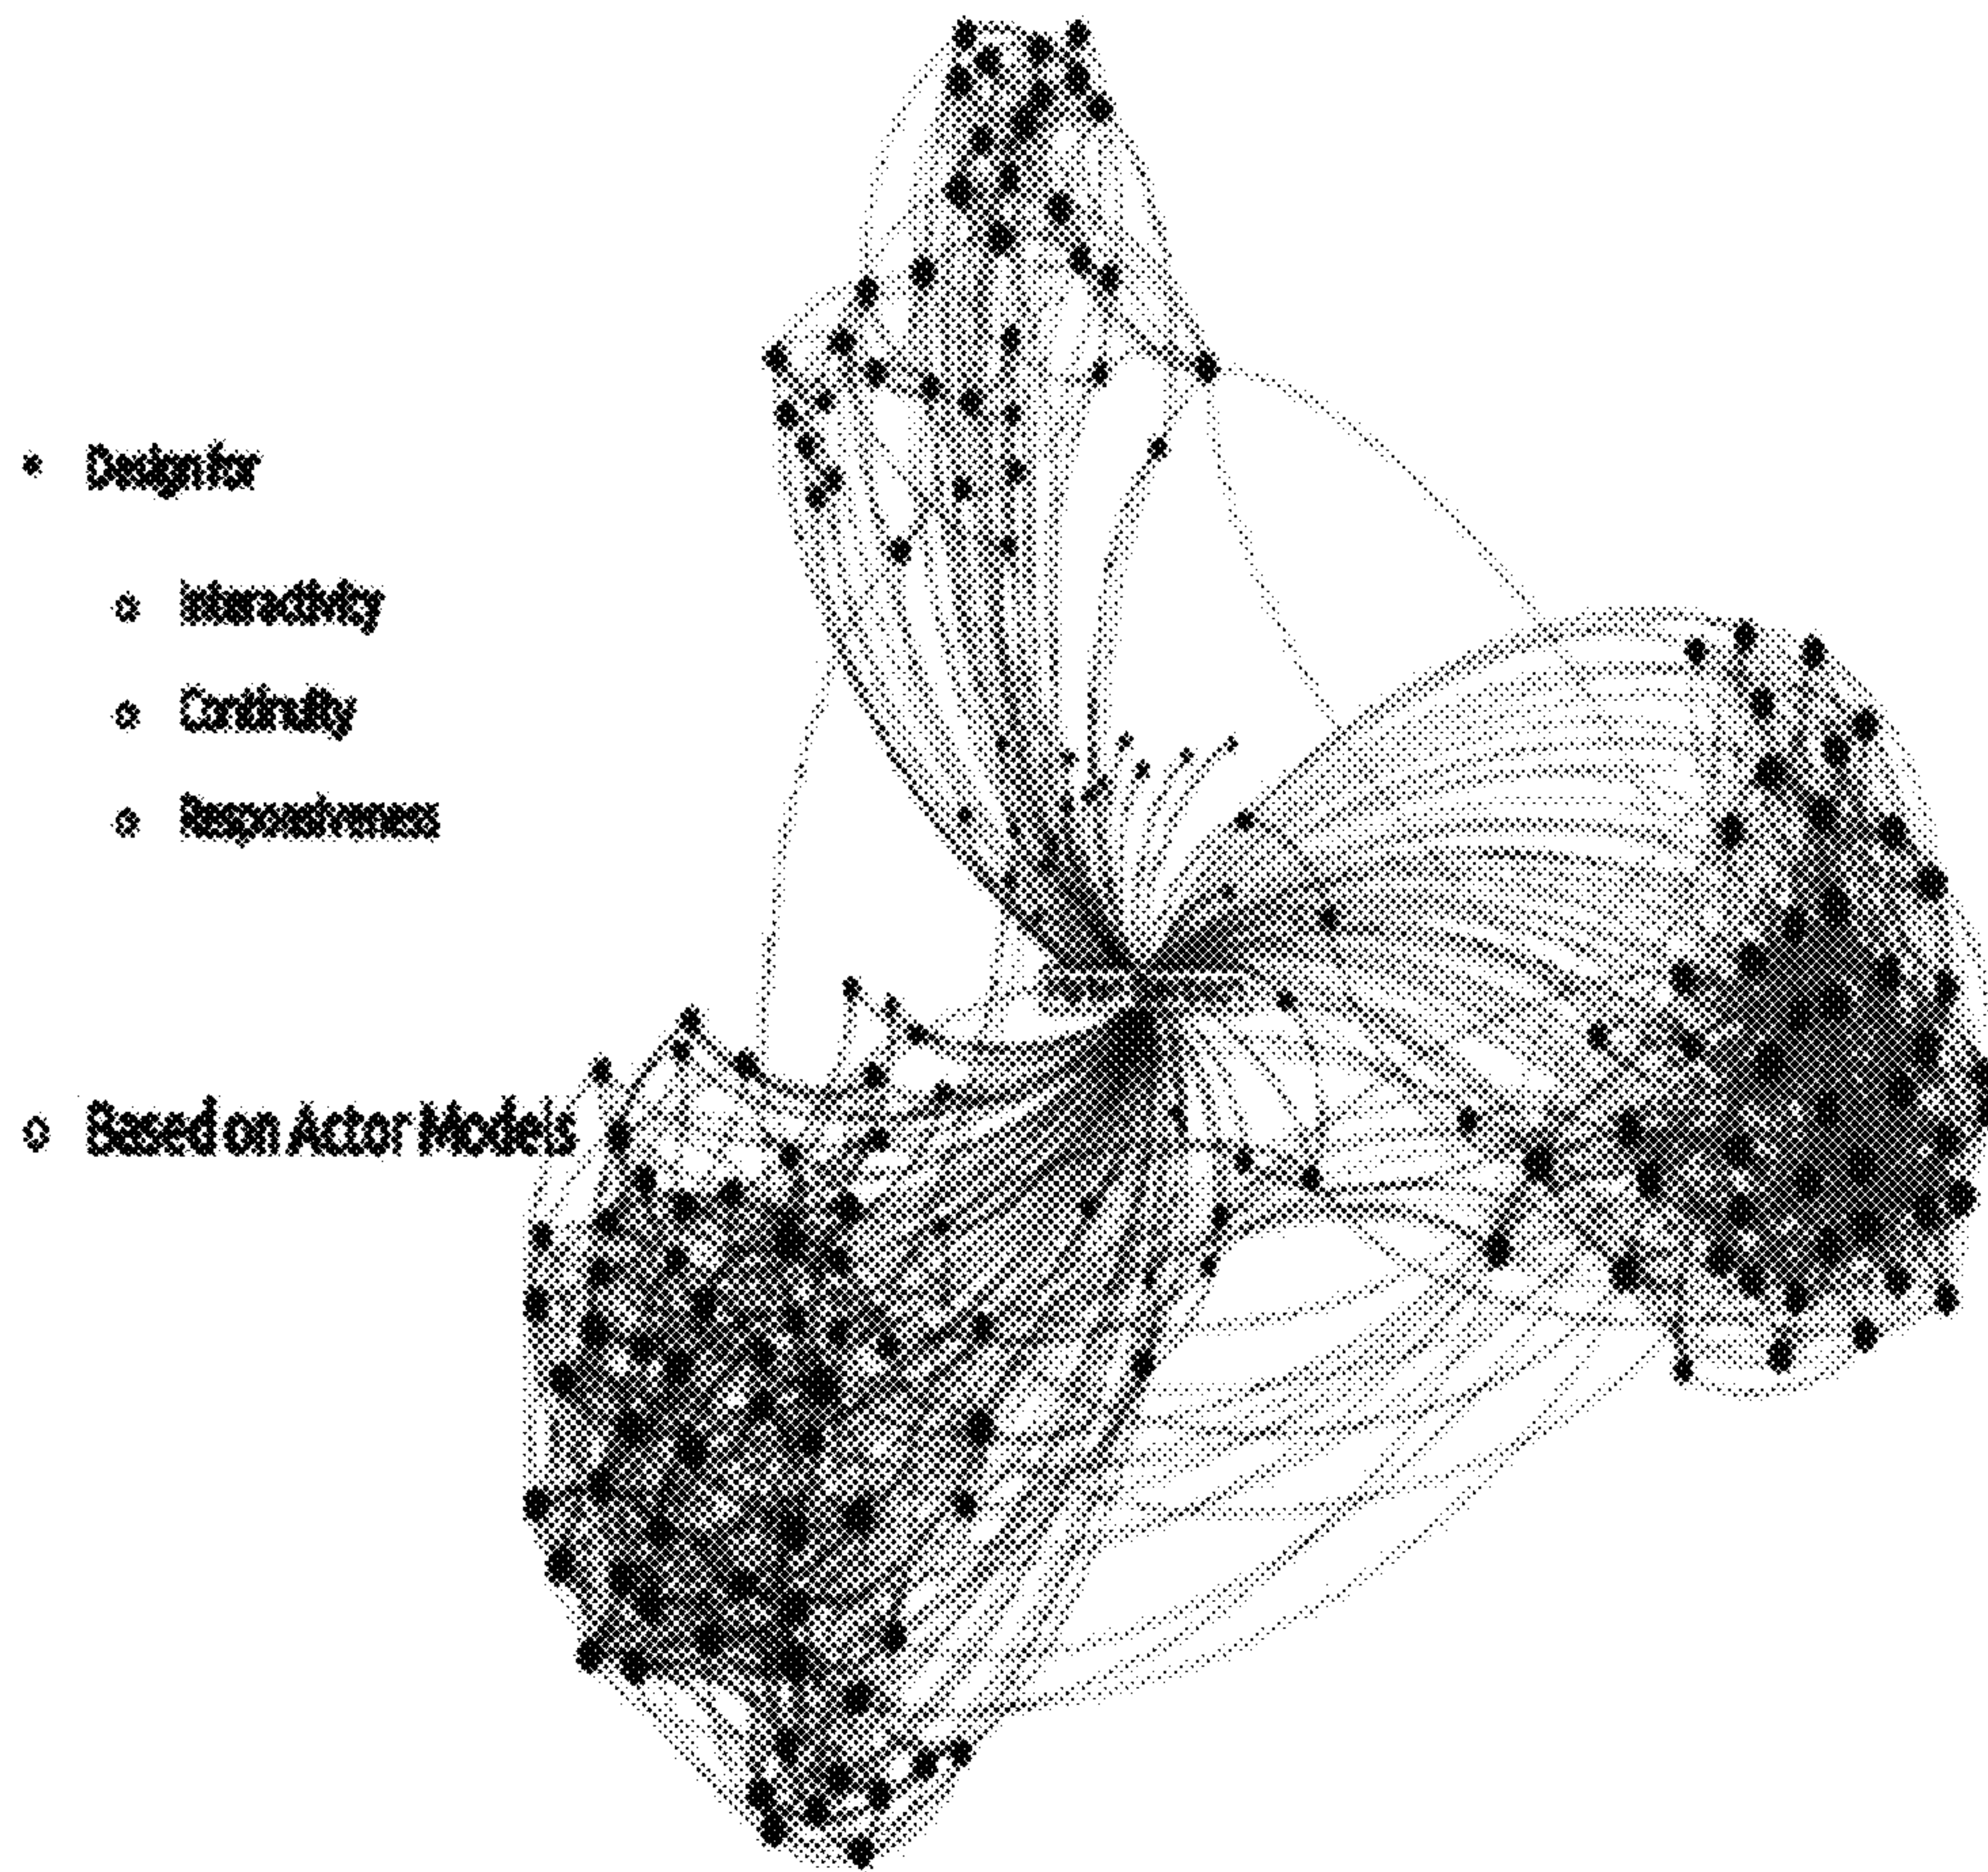 Design for
Interactivity
Continuity
Responsiveness
Based on Actor Models